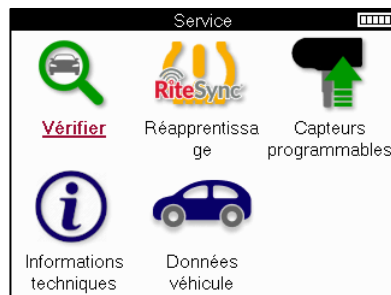 Service
RiteSync
Vérifier
Réapprentissa
ge
Capteurs
programmables
Informations
techniques
Données
véhicule